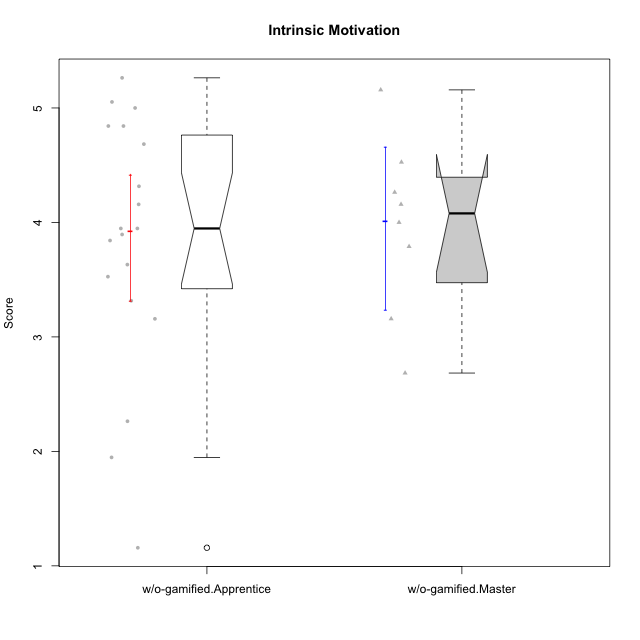 Intrinsic Motivation
Score
5
4
3
2
1
w/o-gamified.Apprentice
w/o-gamified.Master